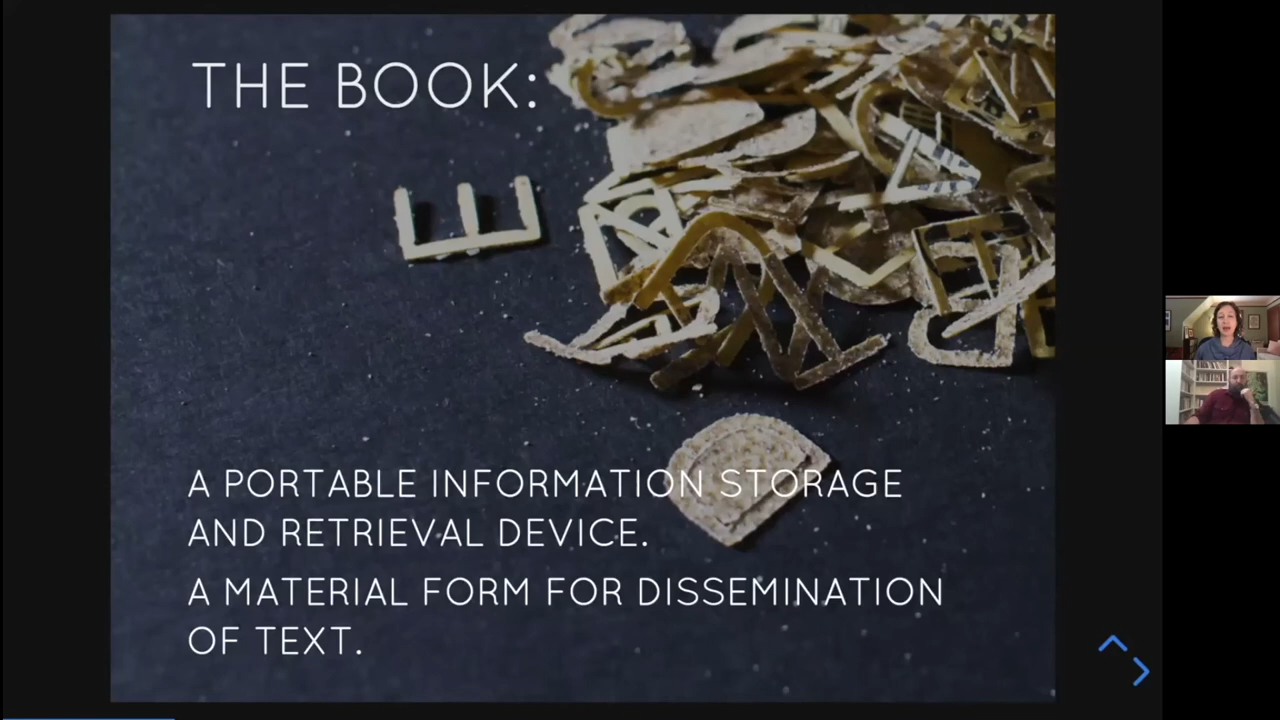 THE BOOK:
A PORTABLE INFORMATION STORAGE
AND RETRIEVAL DEVICE.
A MATERIAL FORM FOR DISSEMINATION
OF TEXT.